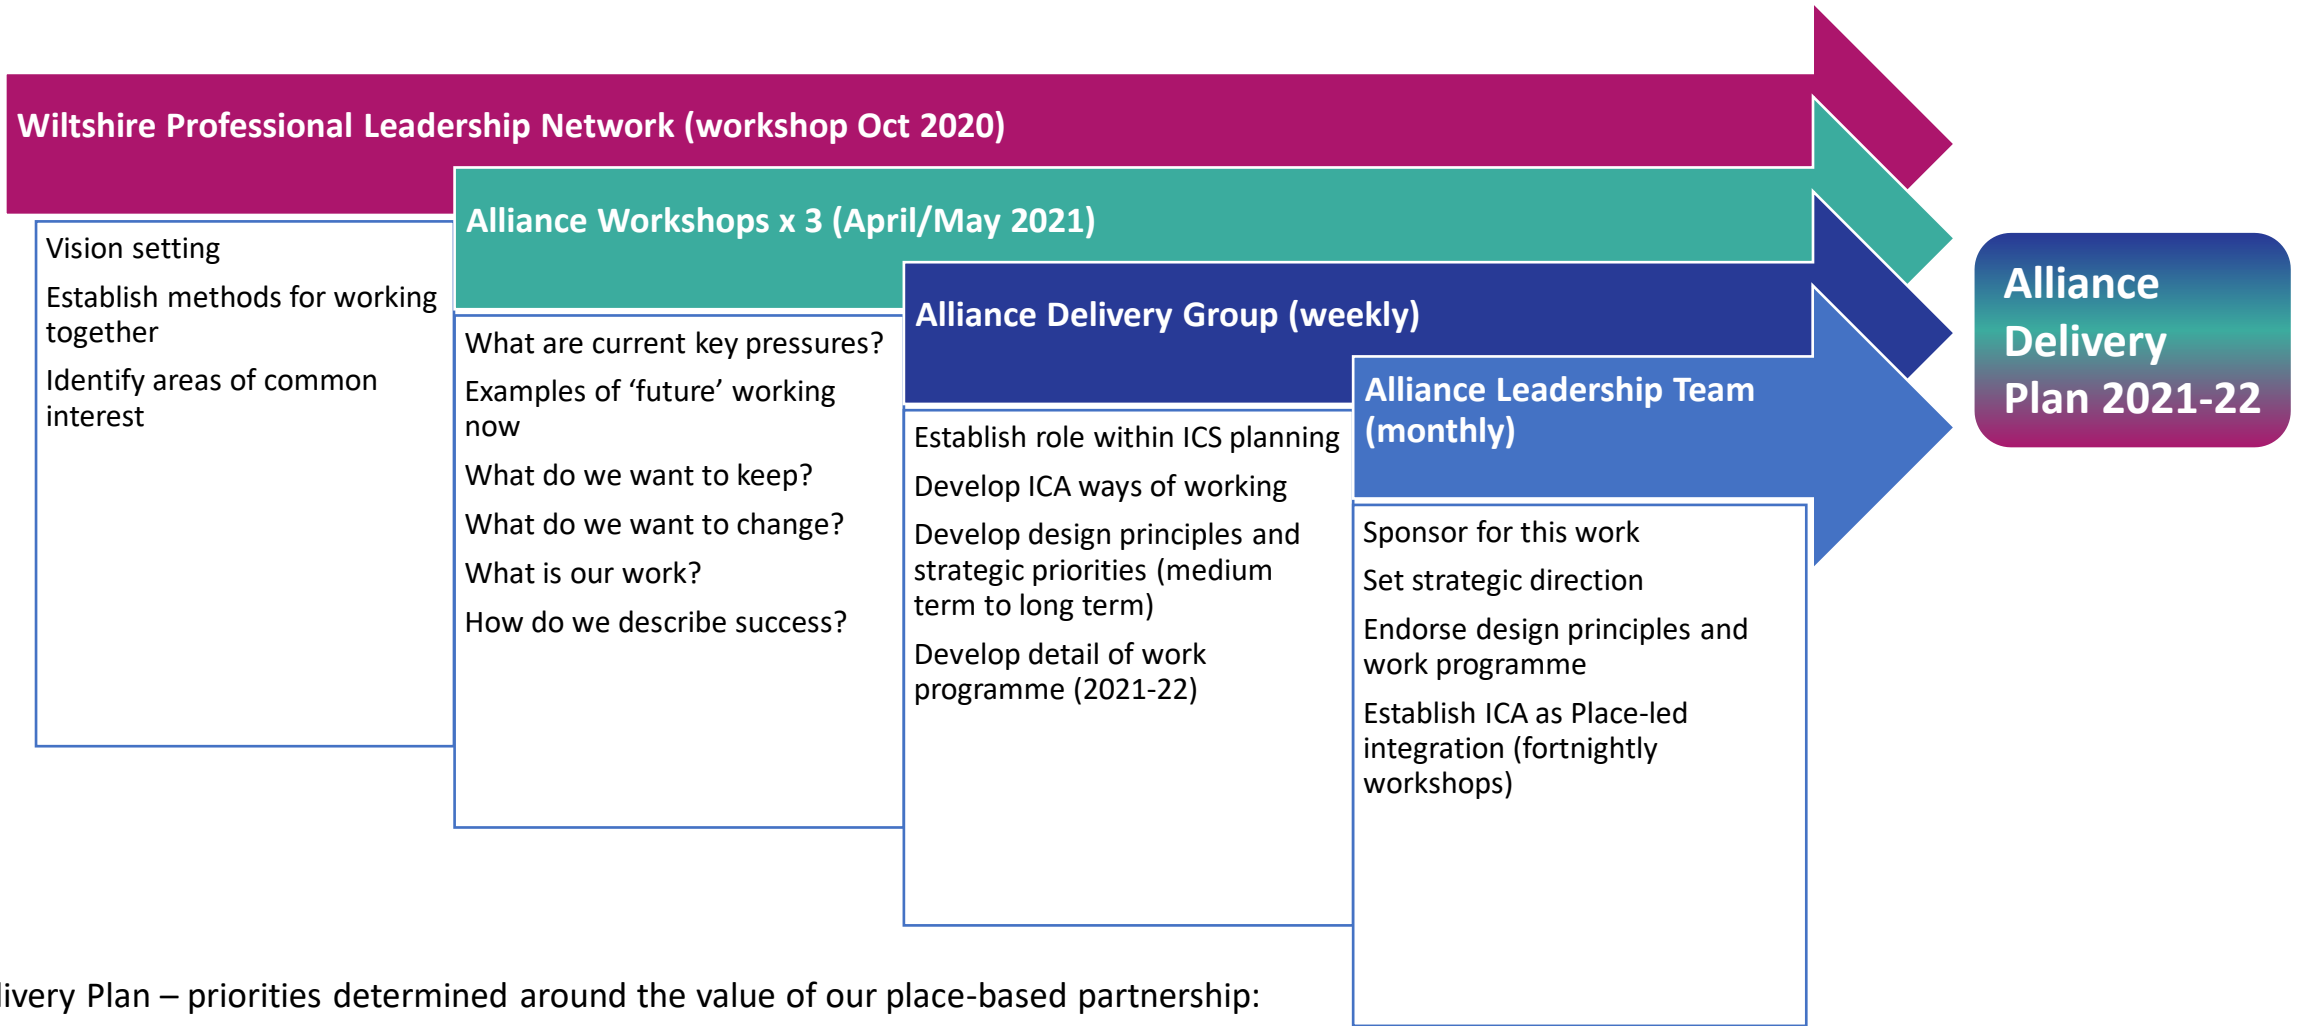 Wiltshire Professional Leadership Network (workshop Oct 2020)
Vision setting
Establish methods for working
together
Identify areas of common
interest
Alliance Workshops x 3 (April/May 2021)
What are current key pressures?
Examples of ‘future’ working
now
What do we want to keep?
What do we want to change?
What is our work?
How do we describe success?
Alliance Delivery Group (weekly)
Establish role within ICS planning
Develop ICA ways of working
Develop design principles and
strategic priorities (medium
term to long term)
Develop detail of work
programme (2021-22)
Alliance Leadership Team
(monthly)
Sponsor for this work
Set strategic direction
Endorse design principles and
work programme
Establish ICA as Place-led
integration (fortnightly
workshops)
Alliance
Delivery
Plan 2021-22
Plan – priorities determined around the value of our place-based partnership: